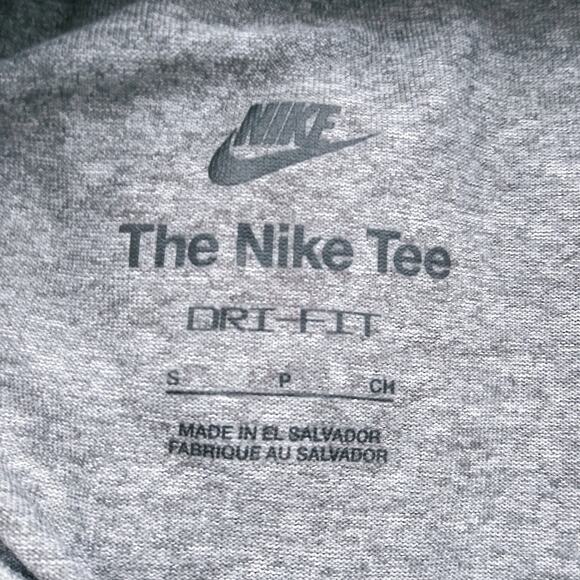 NIKE
The Nike Tee
DRI-FIT
S P CH
MADE IN EL SALVADOR
FABRIQUE AU SALVADOR